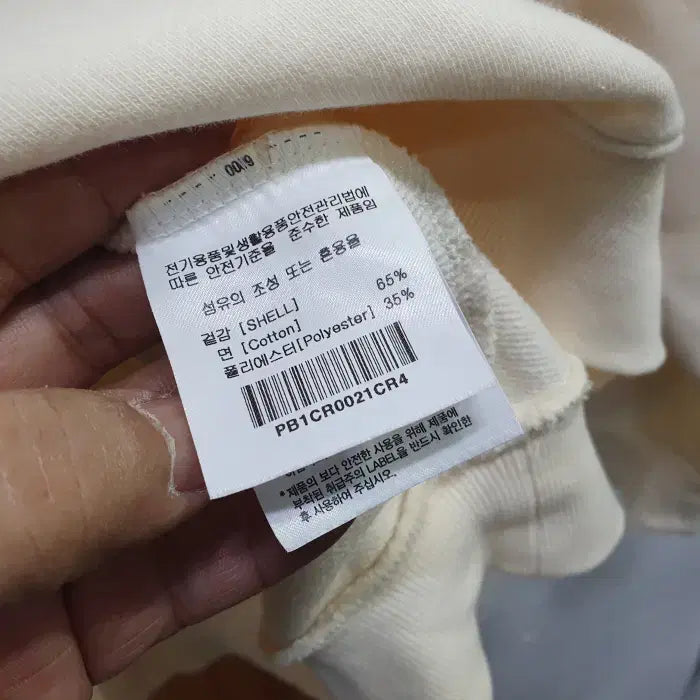 0019
전기용품및생활용품안전관리법에
따른 안전기준을 준수한 제품임
섬유의 조성 또는 혼용율
겉감 [SHELL]
면 [Cotton] 65%
폴리에스터[Polyester] 35%
PB1CR0021CR4
*제품의 보다 안전한 사용을 위해 제품에
부착된 취급주의 LABEL을 반드시 확인한
후 사용하여 주십시오.